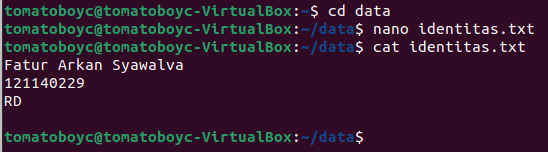 tomatoboyc@tomatoboyc-VirtualBox:~$ cd data
tomatoboyc@tomatoboyc-VirtualBox:~/data$ nano identitas.txt
tomatoboyc@tomatoboyc-VirtualBox:~/data$ cat identitas.txt
Fatur Arkan Syawalva
121140229
RD
tomatoboyc@tomatoboyc-VirtualBox:~/data$